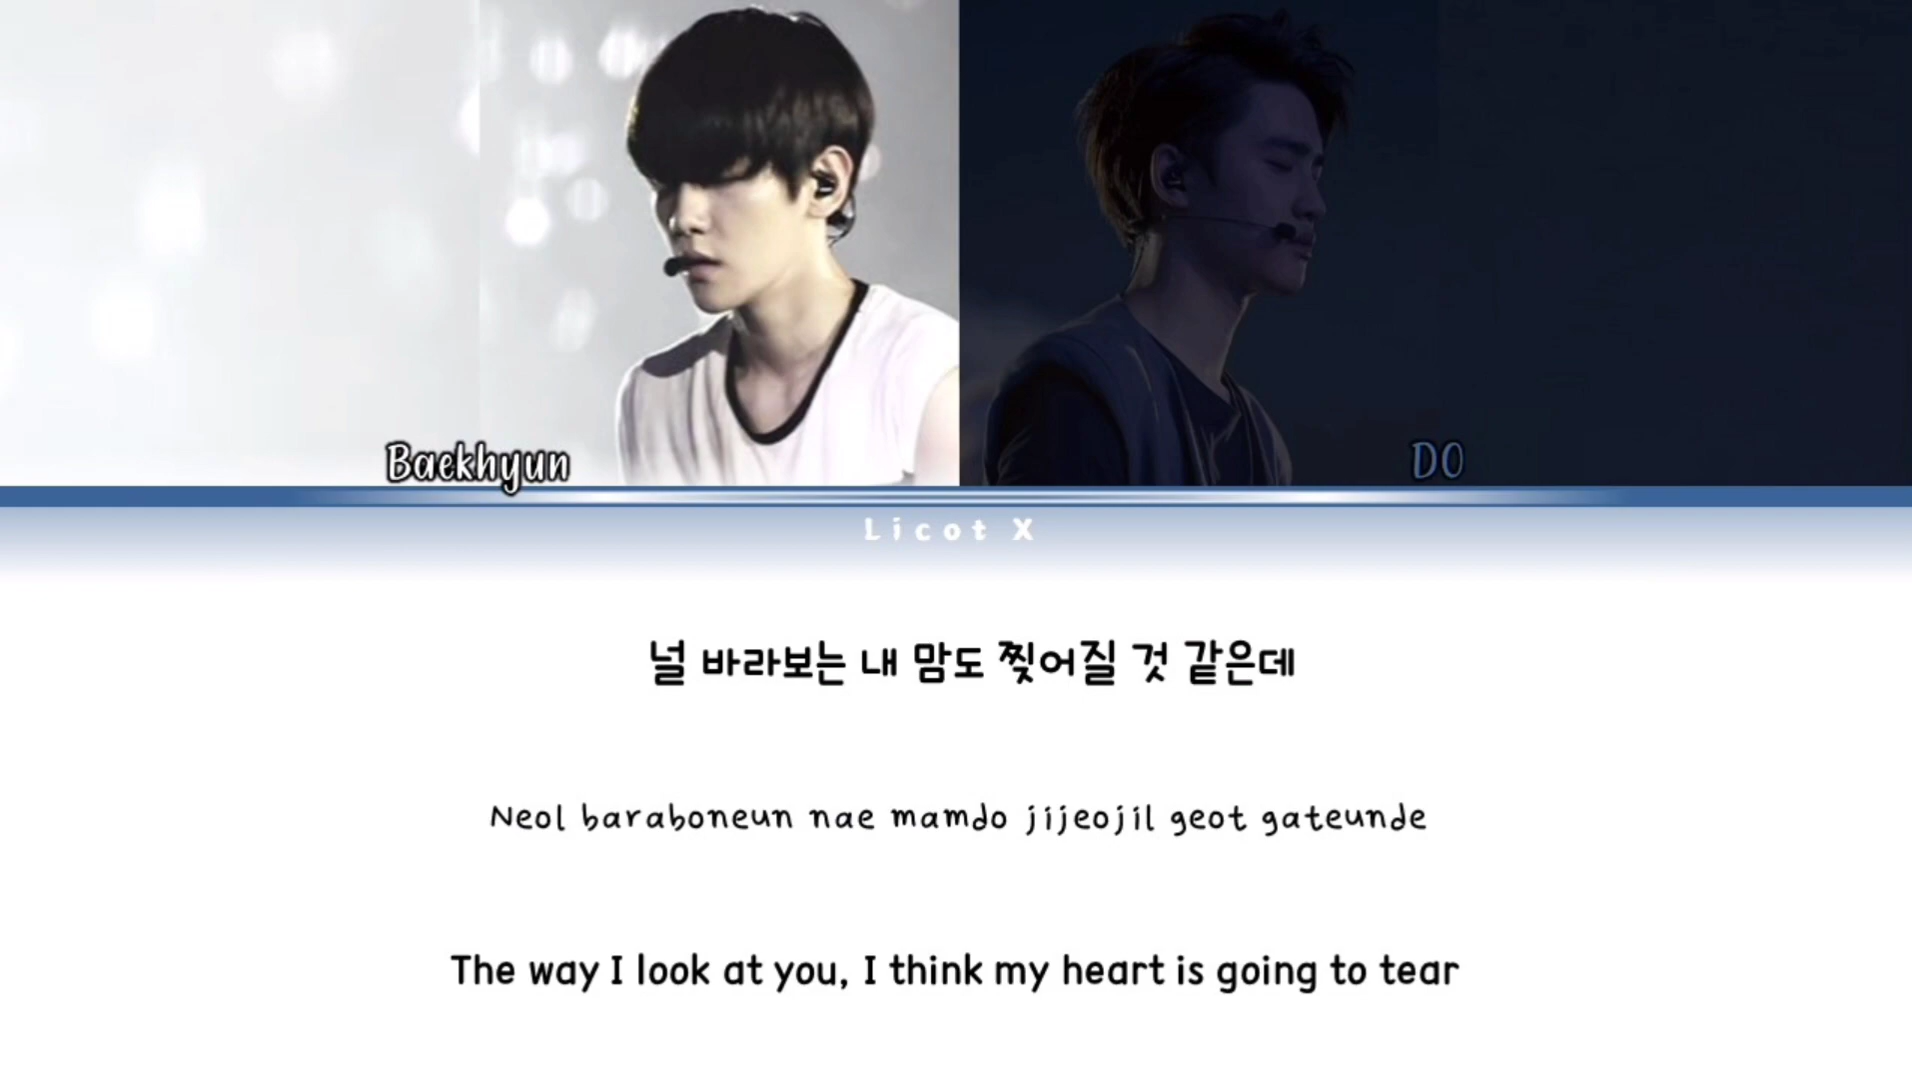 Baekhyun
DO
Licot X
널 바라보는 내 맘도 찢어질 것 같은데
Neol baraboneun nae mamdo jijeojil geot gateunde
The way I look at you, I think my heart is going to tear